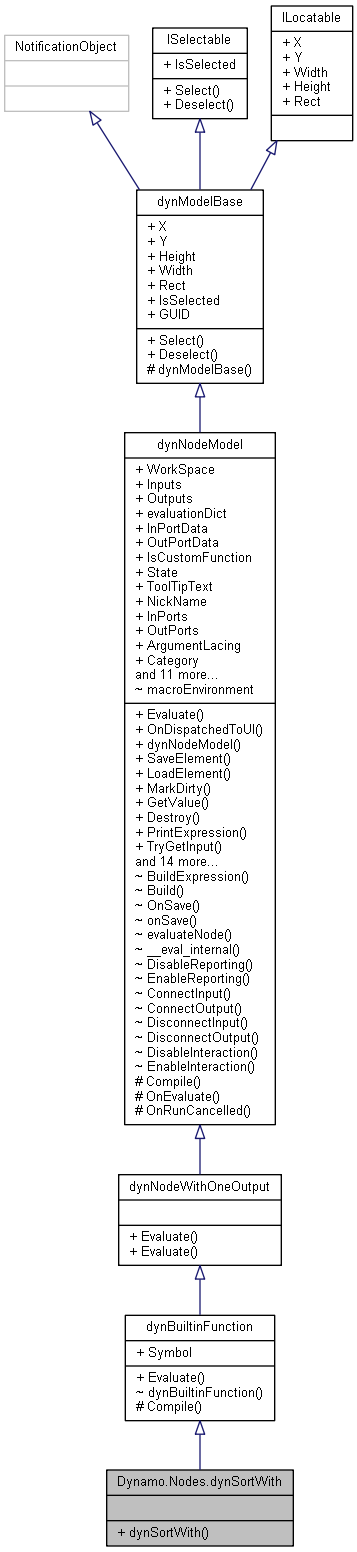 NotificationObject
ISelectable
+ IsSelected
+ Select()
+ Deselect()
ILocatable
+ X
+ Y
+ Width
+ Height
+ Rect
dynModelBase
+ X
+ Y
+ Height
+ Width
+ Rect
+ IsSelected
+ GUID
+ Select()
+ Deselect()
# dynModelBase()
dynNodeModel
+ WorkSpace
+ Inputs
+ Outputs
+ evaluationDict
+ InPortData
+ OutPortData
+ IsCustomFunction
+ State
+ ToolTipText
+ NickName
+ InPorts
+ OutPorts
+ ArgumentLacing
+ Category
and 11 more...
~ macroEnvironment
+ Evaluate()
+ OnDispatchedToUI()
+ dynNodeModel()
+ SaveElement()
+ LoadElement()
+ MarkDirty()
+ GetValue()
+ Destroy()
+ PrintExpression()
+ TryGetInput()
and 14 more...
~ BuildExpression()
~ Build()
~ OnSave()
~ onSave()
~ evaluateNode()
~ __eval_internal()
~ DisableReporting()
~ EnableReporting()
~ ConnectInput()
~ ConnectOutput()
~ DisconnectInput()
~ DisconnectOutput()
~ DisableInteraction()
~ EnableInteraction()
# Compile()
# OnEvaluate()
# OnRunCancelled()
dynNodeWithOneOutput
+ Evaluate()
+ Evaluate()
dynBuiltinFunction
+ Symbol
+ Evaluate()
~ dynBuiltinFunction()
# Compile()
Dynamo.Nodes.dynSortWith
+ dynSortWith()